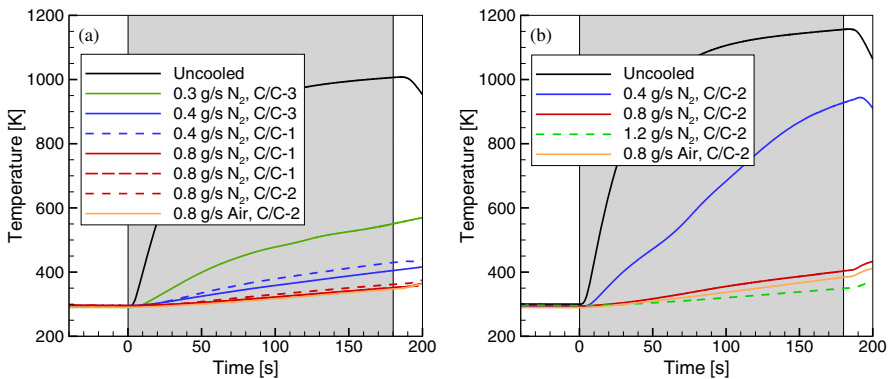 (a)
Temperature [K]
1200
1000
800
600
400
200
Uncooled
0.3 g/s N₂, C/C-3
0.4 g/s N₂, C/C-3
0.4 g/s N₂, C/C-1
0.8 g/s N₂, C/C-1
0.8 g/s N₂, C/C-1
0.8 g/s N₂, C/C-2
0.8 g/s Air, C/C-2
0 50 100 150 200
Time [s]
(b)
Temperature [K]
1200
1000
800
600
400
200
Uncooled
0.4 g/s N₂, C/C-2
0.8 g/s N₂, C/C-2
1.2 g/s N₂, C/C-2
0.8 g/s Air, C/C-2
0 50 100 150 200
Time [s]